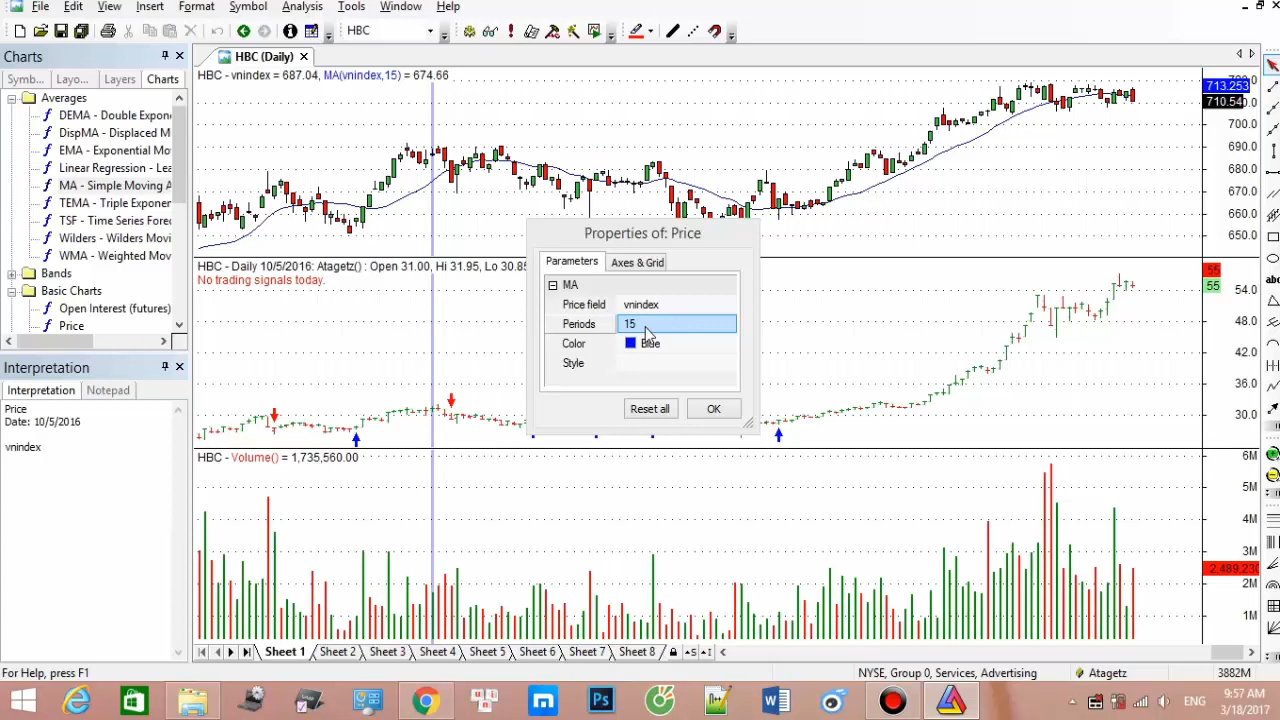 File Edit View Insert Format Symbol Analysis Tools Window Help
HBC
Charts
HBC (Daily)
Symb... Layo... Layers Charts
Averages
DEMA - Double Expone
DispMA - Displaced M
EMA - Exponential Mo
Linear Regression - Lea
MA - Simple Moving A
TEMA - Triple Exponer
TSF - Time Series Fore
Wilders - Wilders Movi
WMA - Weighted Mov
Bands
Basic Charts
Open Interest (futures)
Price
Interpretation
Interpretation Notepad
Price
Date: 10/5/2016
vnindex
HBC - vnindex = 687.04, MA(vnindex,15) = 674.66
713.253
710.54
700.0
690.0
680.0
670.0
660.0
650.0
Properties of: Price
Parameters Axes & Grid
MA
Price field vnindex
Periods 15
Color Blue
Style
Reset all OK
HBC - Daily 10/5/2016: Atagetz() : Open 31.00, Hi 31.95, Lo 30.85
No trading signals today.
55
55
54.0
48.0
42.0
36.0
30.0
HBC - Volume() = 1,735,560.00
6M
5M
4M
3M
2,489,230
2M
1M
Sheet 1 Sheet 2 Sheet 3 Sheet 4 Sheet 5 Sheet 6 Sheet 7 Sheet 8
For Help, press F1
NYSE, Group 0, Services, Advertising Atagetz 3882M
Ps
ENG
9:57 AM
3/18/2017